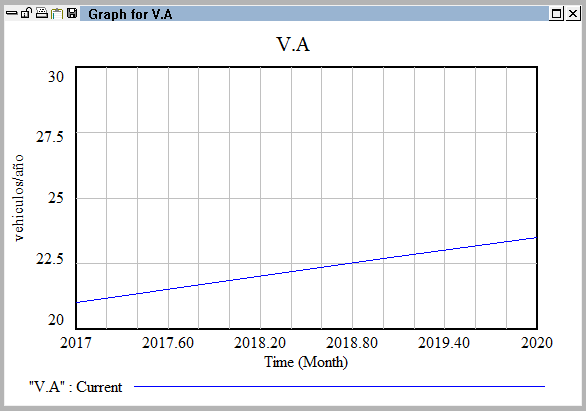 Graph for V.A
V.A
30
27.5
25
22.5
20
vehiculos/año
2017 2017.60 2018.20 2018.80 2019.40 2020
Time (Month)
"V.A" : Current